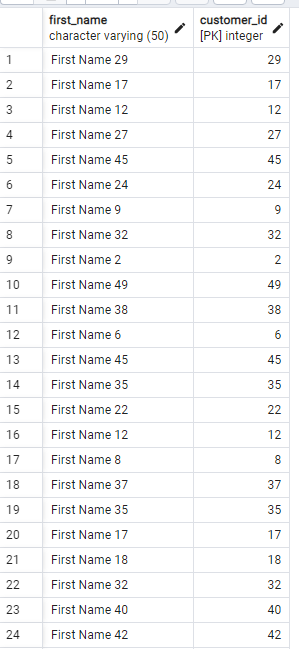 first_name customer_id
character varying (50) [PK] integer
1 First Name 29 29
2 First Name 17 17
3 First Name 12 12
4 First Name 27 27
5 First Name 45 45
6 First Name 24 24
7 First Name 9 9
8 First Name 32 32
9 First Name 2 2
10 First Name 49 49
11 First Name 38 38
12 First Name 6 6
13 First Name 45 45
14 First Name 35 35
15 First Name 22 22
16 First Name 12 12
17 First Name 8 8
18 First Name 37 37
19 First Name 35 35
20 First Name 17 17
21 First Name 18 18
22 First Name 32 32
23 First Name 40 40
24 First Name 42 42